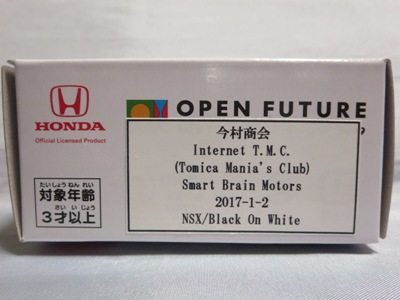 HONDA
Official Licensed Product
OPEN FUTURE
今村商会
Internet T.M.C.
(Tomica Mania's Club)
Smart Brain Motors
2017-1-2
NSX/Black On White
たいしょうねんれい
対象年齢
さいいじょう
3才以上